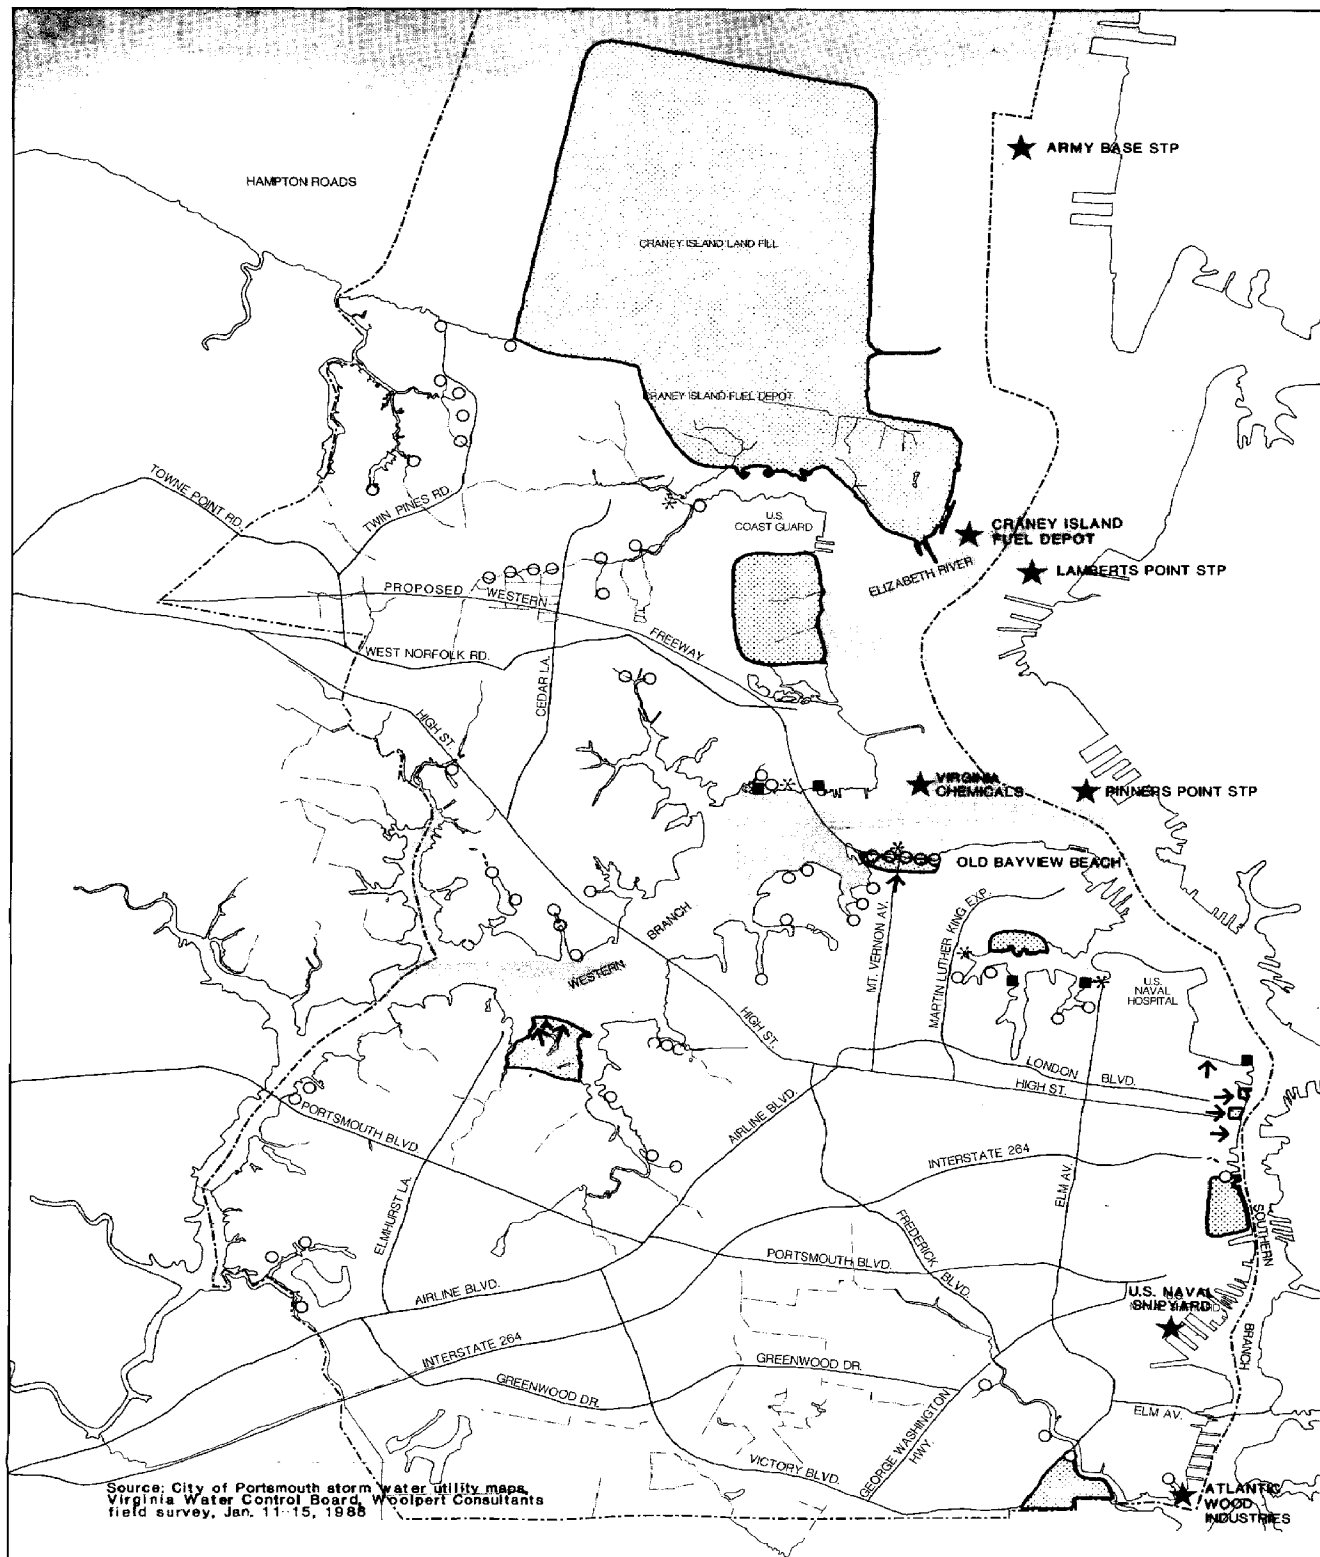 ARMY BASE STP
HAMPTON ROADS
CRANEY ISLAND LAND FILL
CRANEY ISLAND FUEL DEPOT
TOWNE POINT RD.
TWIN PINES RD.
U.S.
COAST GUARD
CRANEY ISLAND
FUEL DEPOT
ELIZABETH RIVER
LAMBERTS POINT STP
PROPOSED WESTERN
FREEWAY
WEST NORFOLK RD.
CEDAR LA.
HIGH ST.
VIRGINIA
CHEMICALS
PINNERS POINT STP
OLD BAYVIEW BEACH
BRANCH
WESTERN
MT. VERNON AV.
MARTIN LUTHER KING EXP.
U.S.
NAVAL
HOSPITAL
HIGH ST.
LONDON BLVD.
HIGH ST.
PORTSMOUTH BLVD.
AIRLINE BLVD.
INTERSTATE 264
ELM AV.
ELMHURST LA.
FREDERICK BLVD.
SOUTHERN
PORTSMOUTH BLVD.
AIRLINE BLVD.
U.S. NAVAL
SHIPYARD
BRANCH
INTERSTATE 264
GREENWOOD DR.
GREENWOOD DR.
GEORGE WASHINGTON
HWY.
ELM AV.
VICTORY BLVD.
ATLANTIC
WOOD
INDUSTRIES
Source: City of Portsmouth storm water utility maps,
Virginia Water Control Board, Woolpert Consultants
field survey, Jan. 11-15, 1988